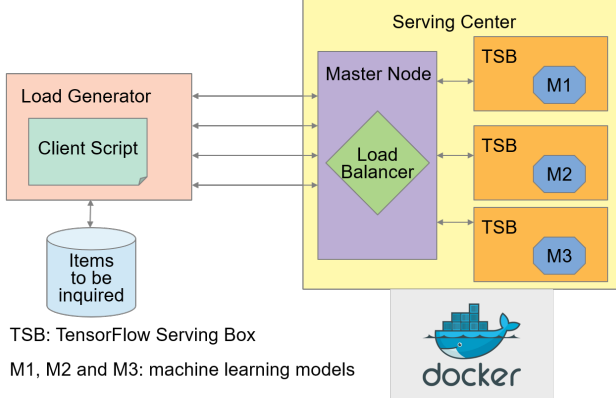 Serving Center
Load Generator
Client Script
Items
to be
inquired
Master Node
Load
Balancer
TSB
M1
TSB
M2
TSB
M3
TSB: TensorFlow Serving Box
M1, M2 and M3: machine learning models
docker